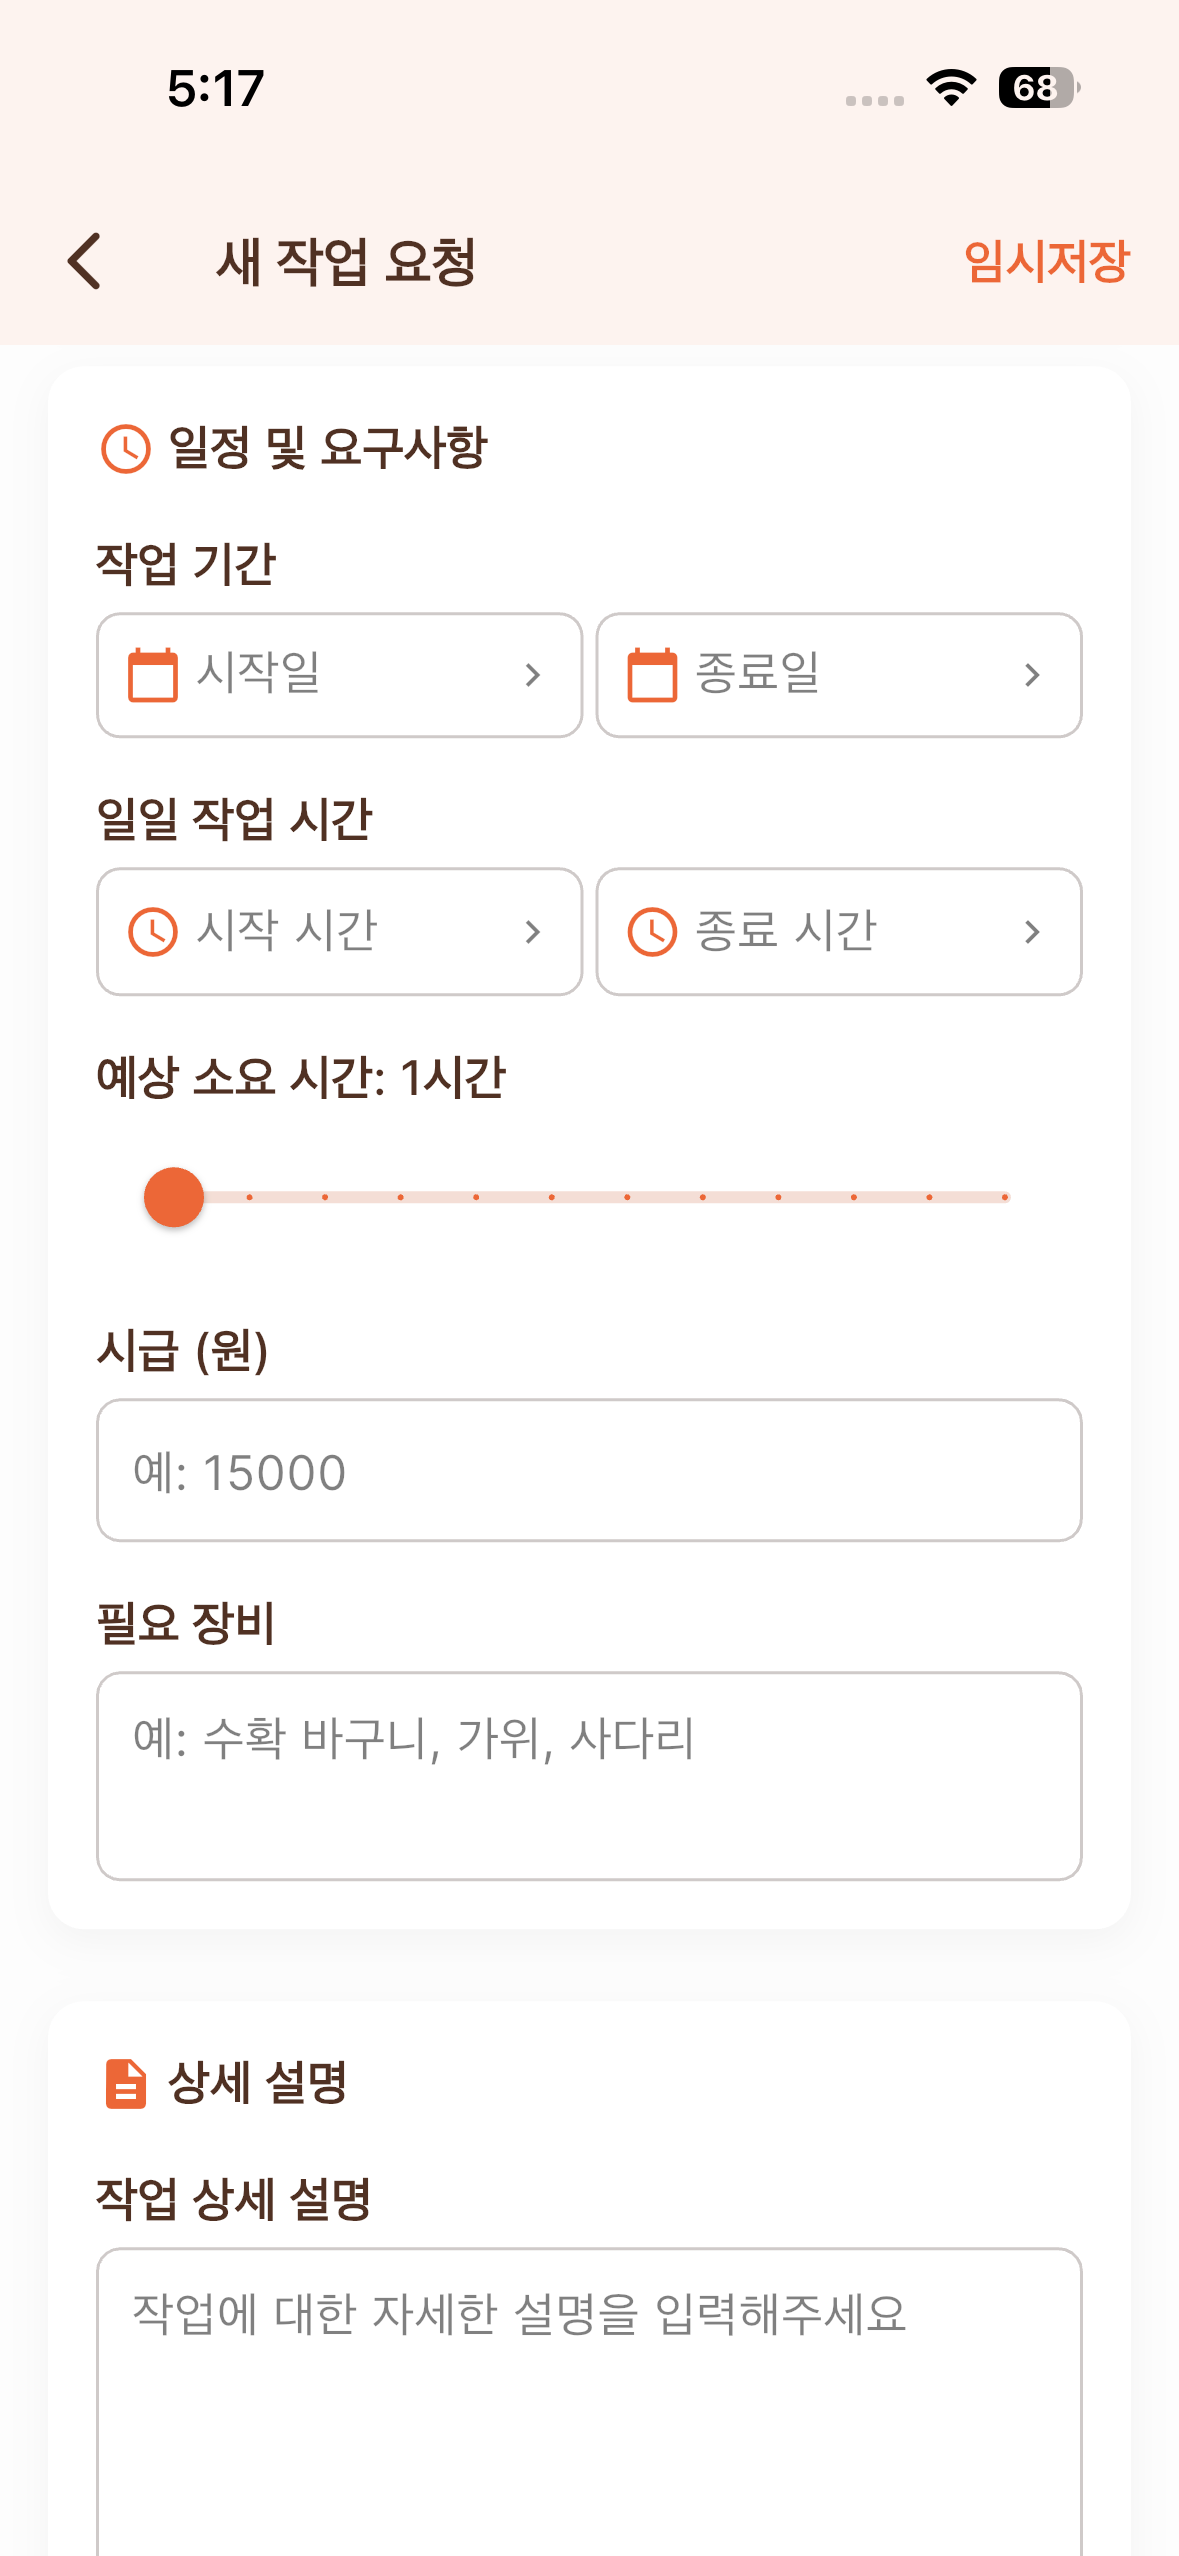 5:17
68
새 작업 요청
임시저장
일정 및 요구사항
작업 기간
시작일
종료일
일일 작업 시간
시작 시간
종료 시간
예상 소요 시간: 1시간
시급 (원)
예: 15000
필요 장비
예: 수확 바구니, 가위, 사다리
상세 설명
작업 상세 설명
작업에 대한 자세한 설명을 입력해주세요